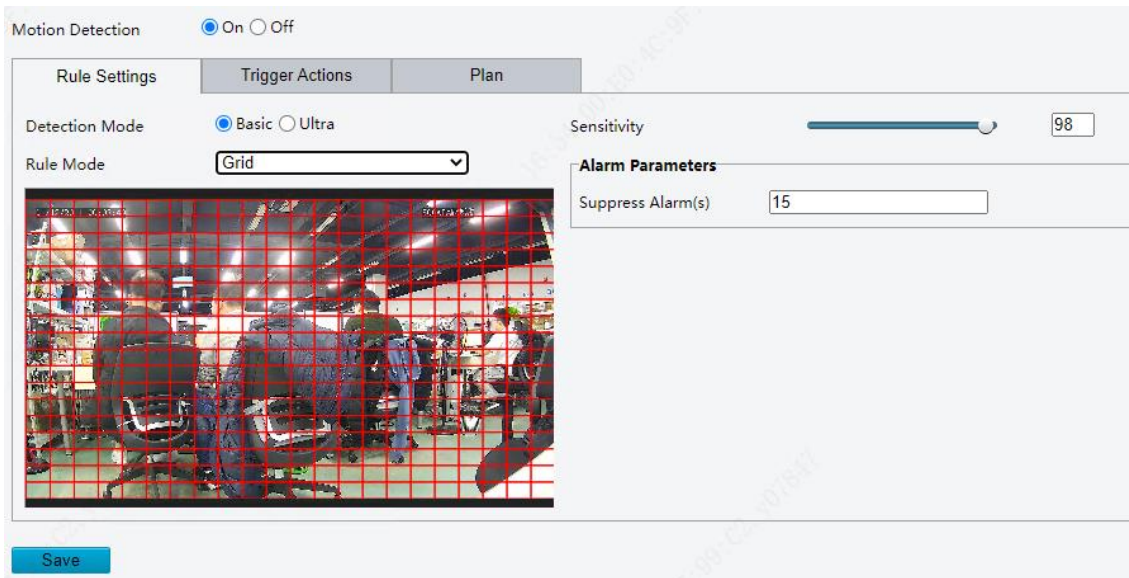 Motion Detection On Off
Rule Settings Trigger Actions Plan
Detection Mode Basic Ultra
Sensitivity 98
Rule Mode Grid
Alarm Parameters
Suppress Alarm(s) 15
Save